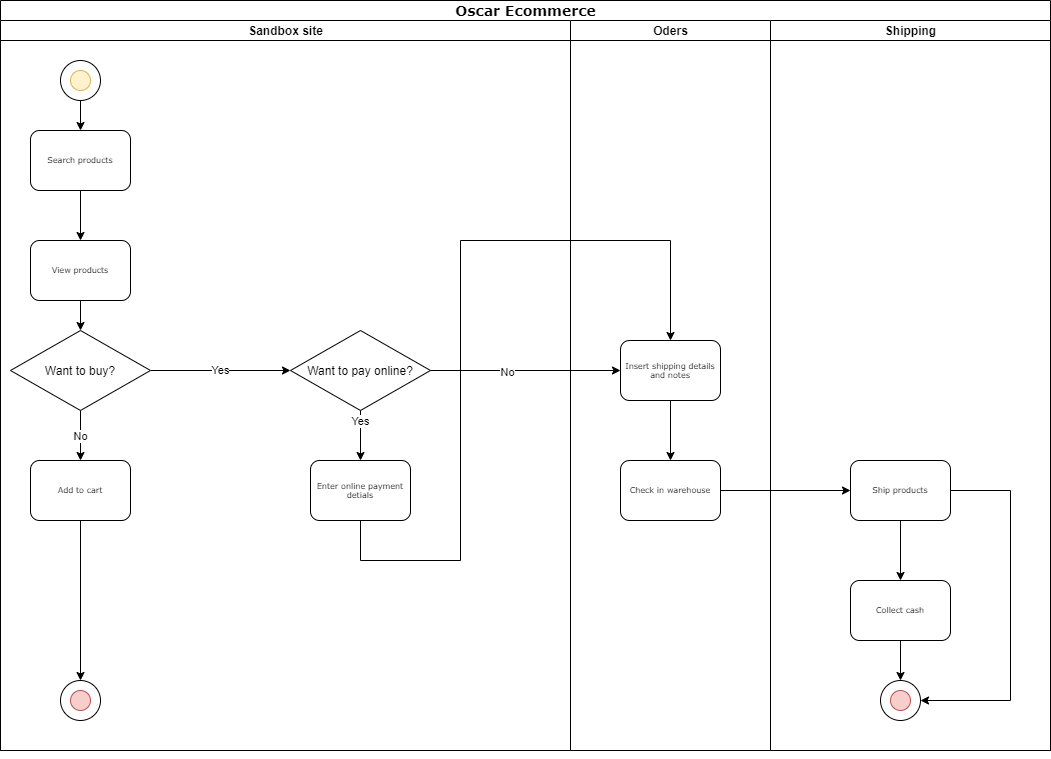 Oscar Ecommerce
Sandbox site
Oders
Shipping
Search products
View products
Want to buy?
Yes
Want to pay online?
No
Insert shipping details
and notes
No
Yes
Add to cart
Enter online payment
detials
Check in warehouse
Ship products
Collect cash